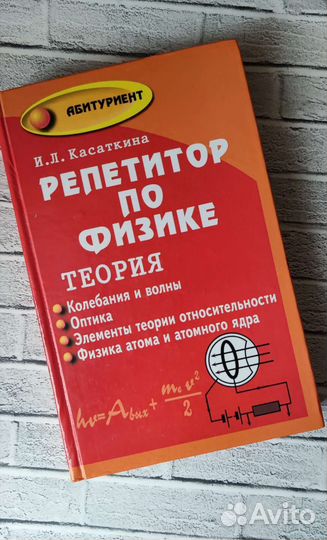 АБИТУРИЕНТ
И.Л. Касаткина
РЕПЕТИТОР
ПО
ФИЗИКЕ
ТЕОРИЯ
Колебания и волны
Оптика
Элементы теории относительности
Физика атома и атомного ядра
hν=Aвых+mₑv²/2
Avito